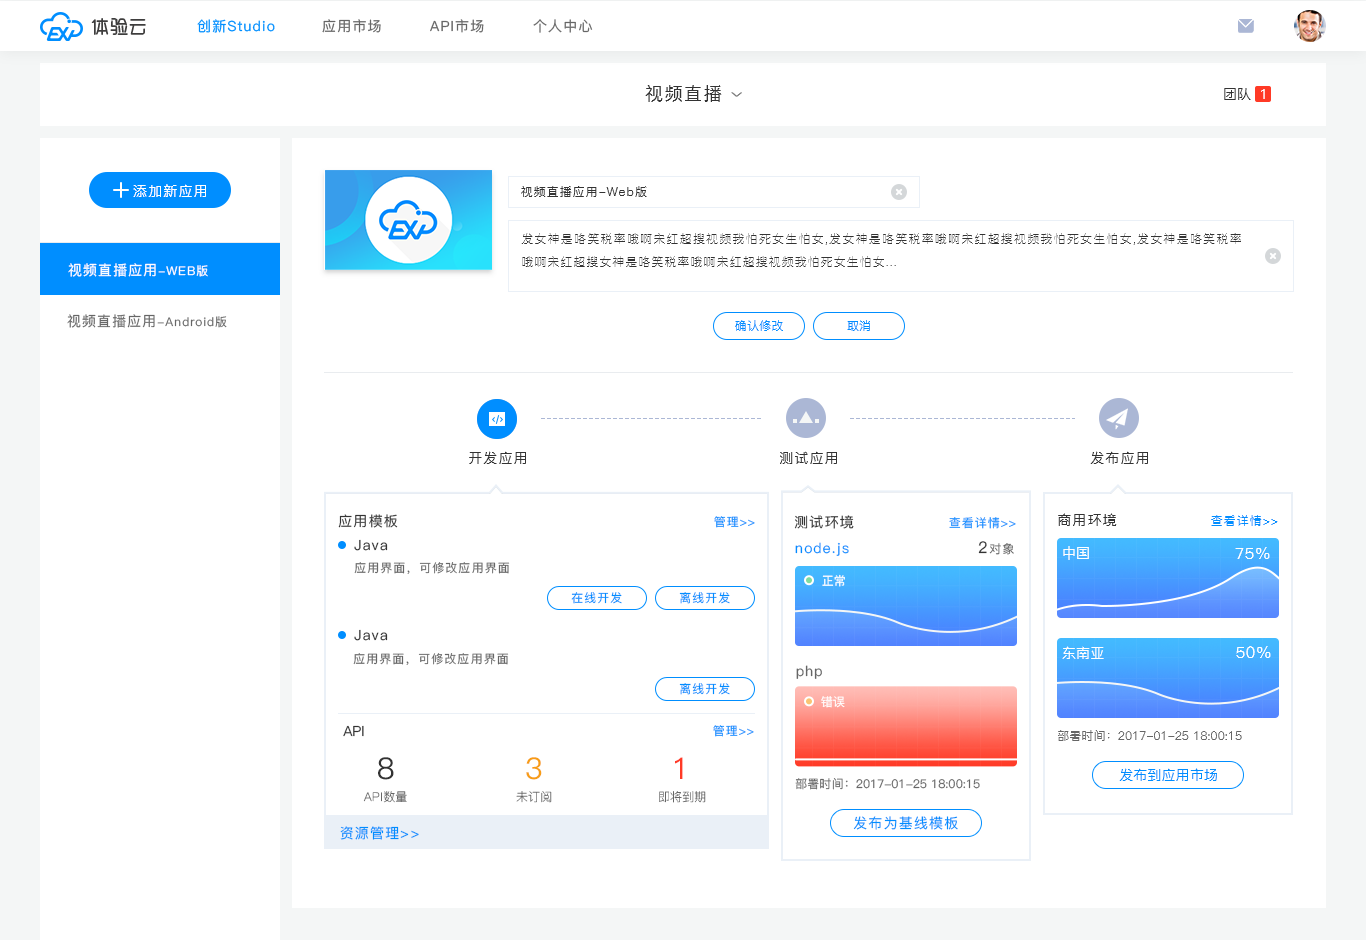 EXP 体验云
创新Studio
应用市场
API市场
个人中心
视频直播
团队 1
添加新应用
视频直播应用-WEB版
视频直播应用-Android版
EXP
视频直播应用-Web版
发女神是咯笑税率哦啊宋红超搜视频我怕死女生怕女,发女神是咯笑税率哦啊宋红超搜视频我怕死女生怕女,发女神是咯笑税率
哦啊宋红超搜女神是咯笑税率哦啊宋红超搜视频我怕死女生怕女...
确认修改
取消
开发应用
测试应用
发布应用
应用模板
管理>>
Java
应用界面，可修改应用界面
在线开发
离线开发
Java
应用界面，可修改应用界面
离线开发
API
管理>>
8
3
1
API数量
未订阅
即将到期
资源管理>>
测试环境
查看详情>>
node.js
2对象
正常
php
错误
部署时间：2017-01-25 18:00:15
发布为基线模板
商用环境
查看详情>>
中国
75%
东南亚
50%
部署时间：2017-01-25 18:00:15
发布到应用市场